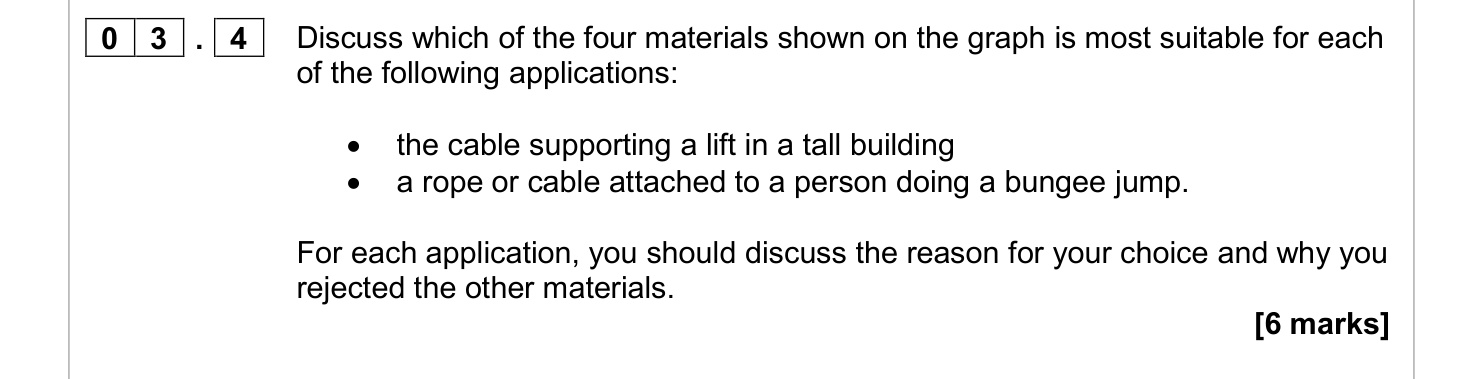 0 3 . 4 Discuss which of the four materials shown on the graph is most suitable for each
of the following applications:
• the cable supporting a lift in a tall building
• a rope or cable attached to a person doing a bungee jump.
For each application, you should discuss the reason for your choice and why you
rejected the other materials.
[6 marks]